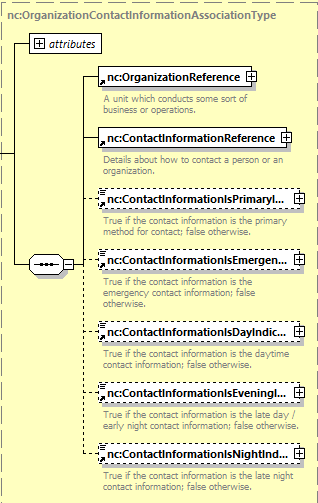 nc:OrganizationContactInformationAssociationType
attributes
nc:OrganizationReference
A unit which conducts some sort of
business or operations.
nc:ContactInformationReference
Details about how to contact a person or an
organization.
nc:ContactInformationIsPrimaryI...
True if the contact information is the primary
method for contact; false otherwise.
nc:ContactInformationIsEmergen...
True if the contact information is the
emergency contact information; false
otherwise.
nc:ContactInformationIsDayIndic...
True if the contact information is the daytime
contact information; false otherwise.
nc:ContactInformationIsEveningI...
True if the contact information is the late day /
early night contact information; false otherwise.
nc:ContactInformationIsNightInd...
True if the contact information is the late night
contact information; false otherwise.